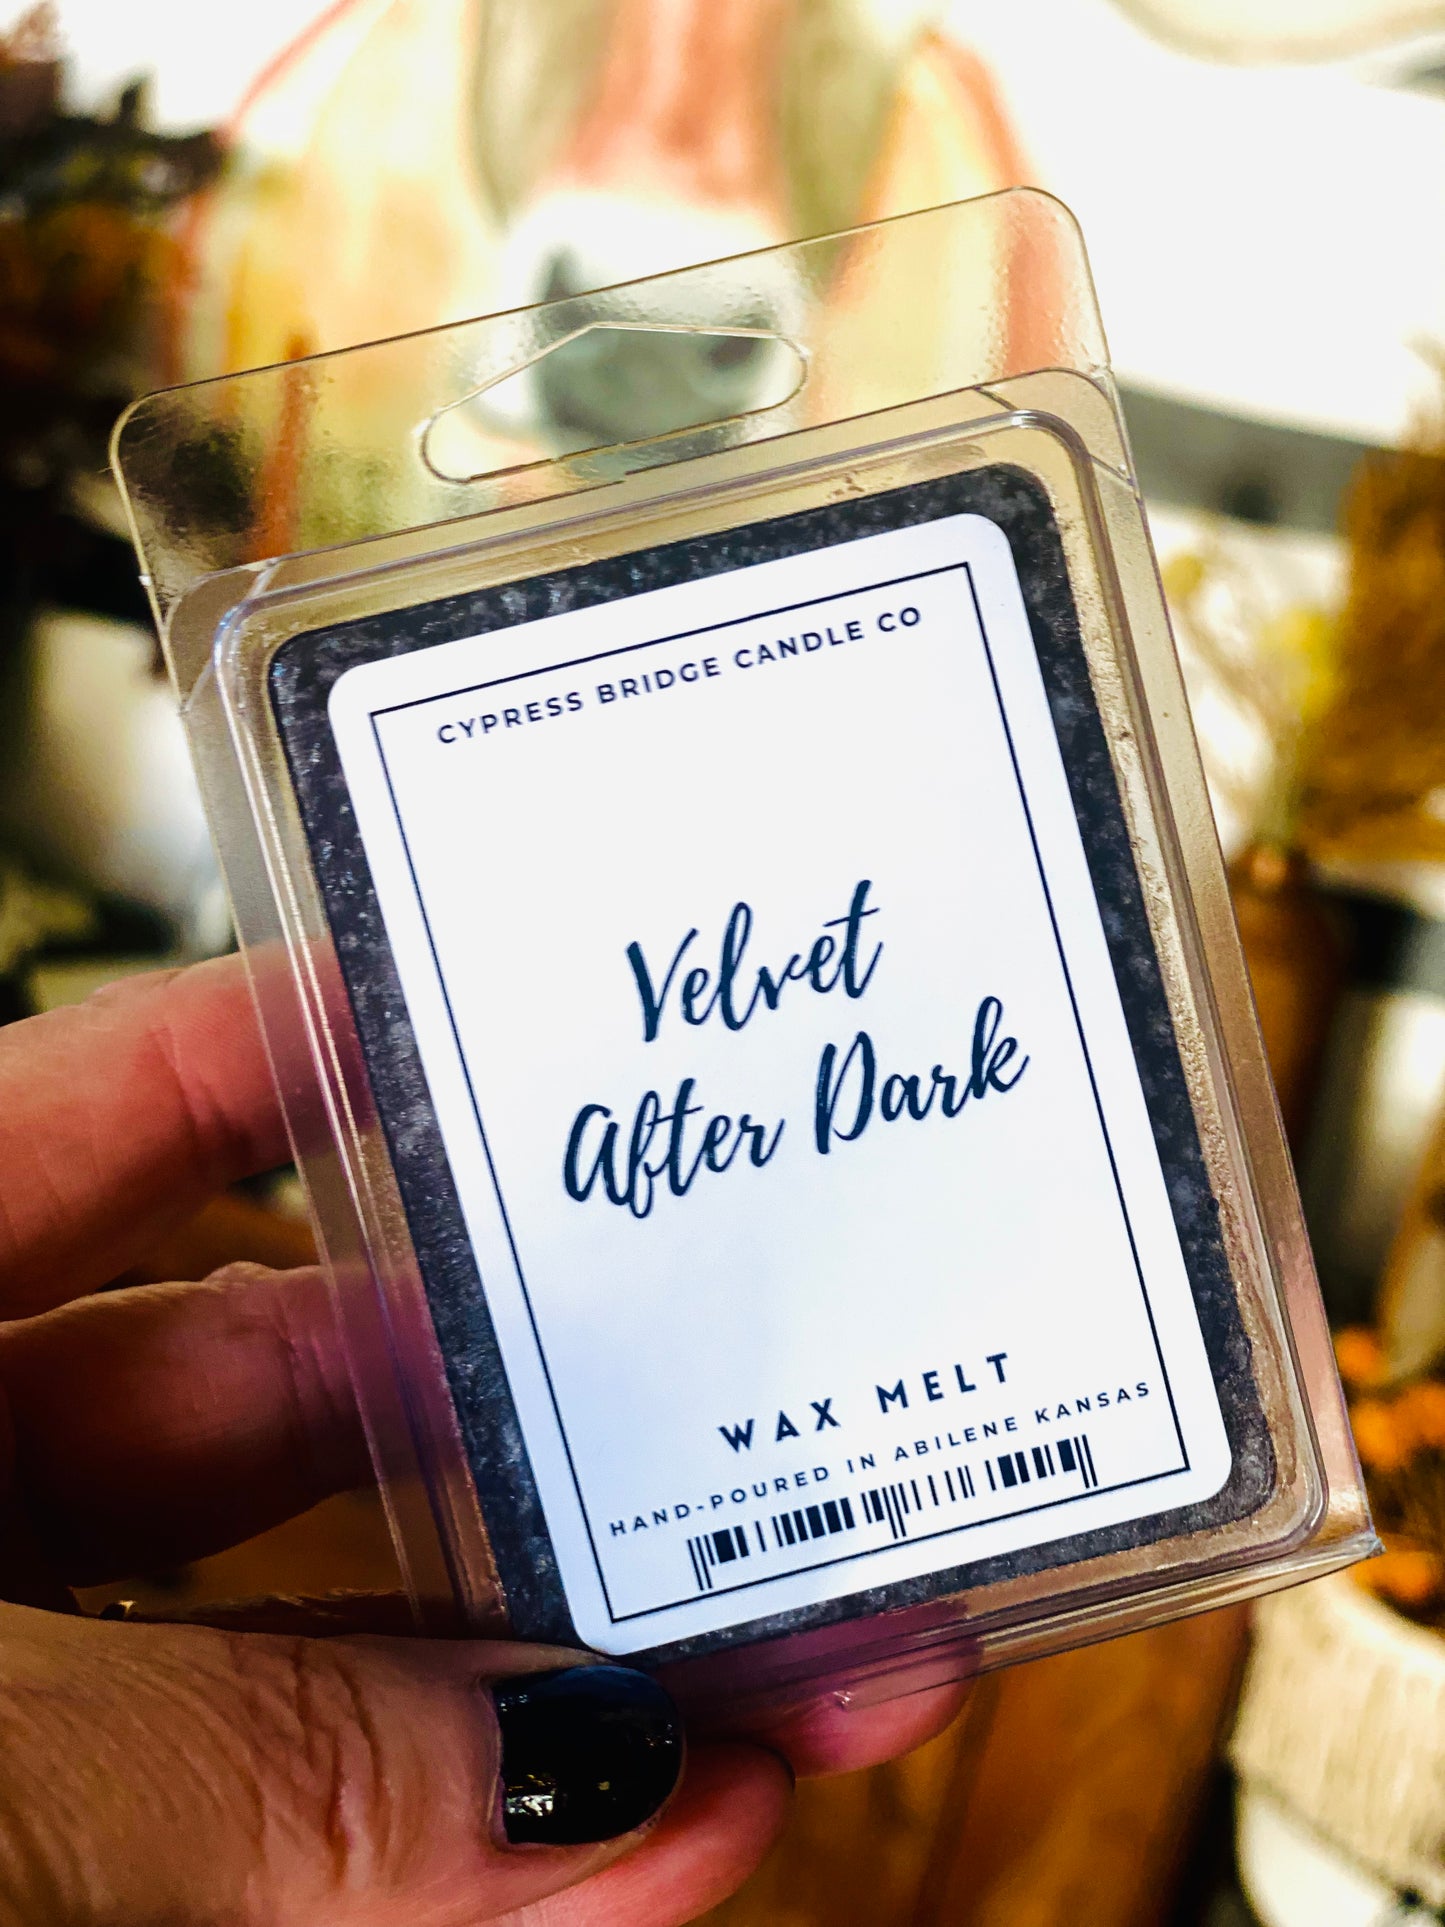 CYPRESS BRIDGE CANDLE CO
Velvet
After Dark
WAX MELT
HAND-POURED IN ABILENE KANSAS